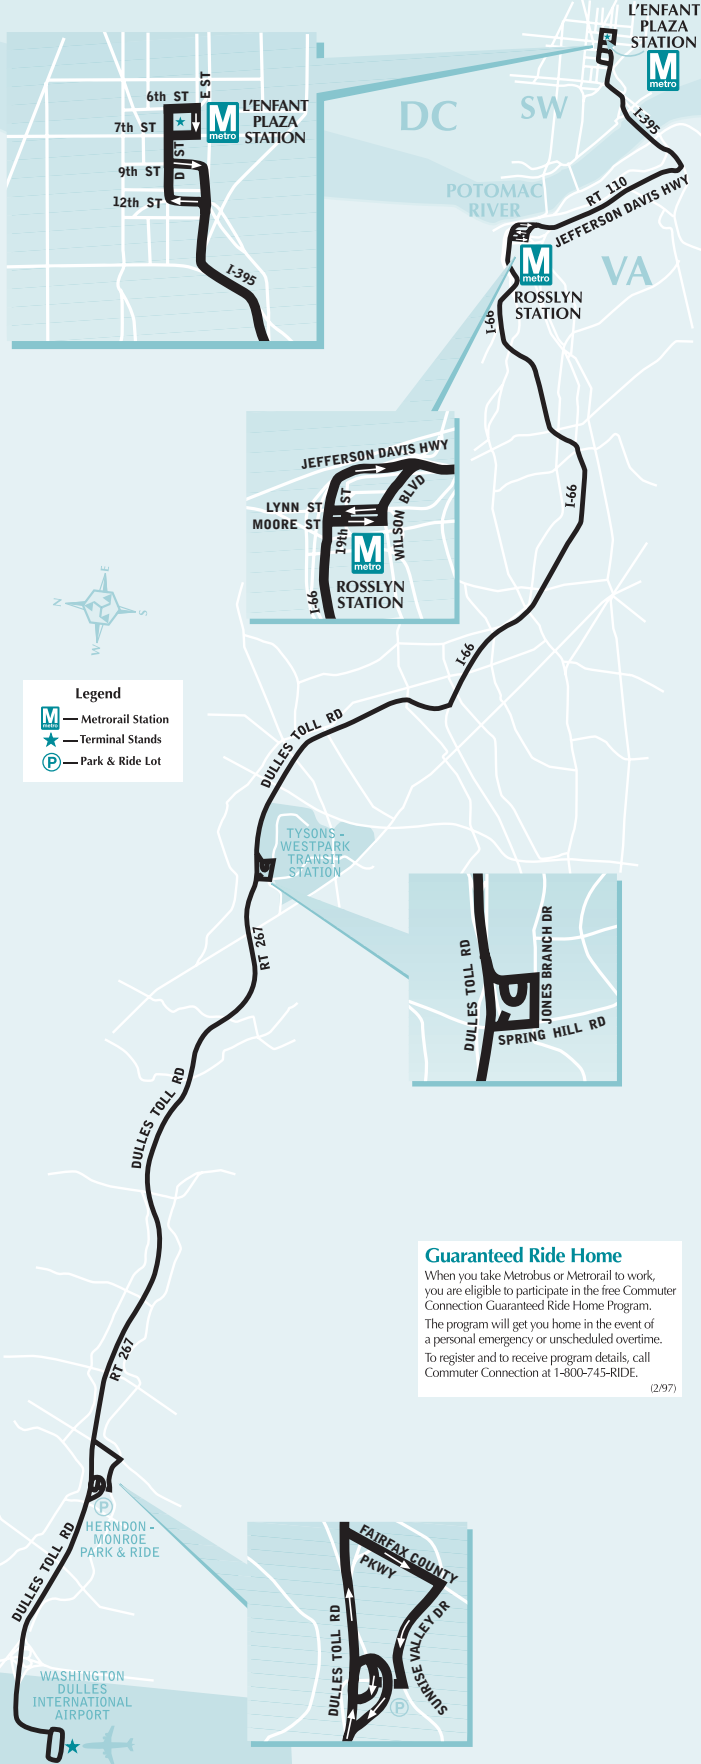 L'ENFANT
PLAZA
STATION
M
metro
I-395
DC
SW
RT 110
JEFFERSON DAVIS HWY
POTOMAC
RIVER
VA
M
metro
ROSSLYN
STATION
I-66
E ST
6th ST
7th ST
D ST
9th ST
12th ST
M
metro
L'ENFANT
PLAZA
STATION
I-395
JEFFERSON DAVIS HWY
LYNN ST
MOORE ST
19th ST
WILSON BLVD
M
metro
ROSSLYN
STATION
I-66
I-66
I-66
N
E
S
W
Legend
M
metro
Metrorail Station
Terminal Stands
P
Park & Ride Lot
DULLES TOLL RD
TYSONS -
WESTPARK
TRANSIT
STATION
RT 267
DULLES TOLL RD
JONES BRANCH DR
SPRING HILL RD
DULLES TOLL RD
Guaranteed Ride Home
When you take Metrobus or Metrorail to work,
you are eligible to participate in the free Commuter
Connection Guaranteed Ride Home Program.
The program will get you home in the event of
a personal emergency or unscheduled overtime.
To register and to receive program details, call
Commuter Connection at 1-800-745-RIDE.
(2/97)
RT 267
P
HERNDON -
MONROE
PARK & RIDE
DULLES TOLL RD
FAIRFAX COUNTY
PKWY
DULLES TOLL RD
SUNRISE VALLEY DR
P
WASHINGTON
DULLES
INTERNATIONAL
AIRPORT